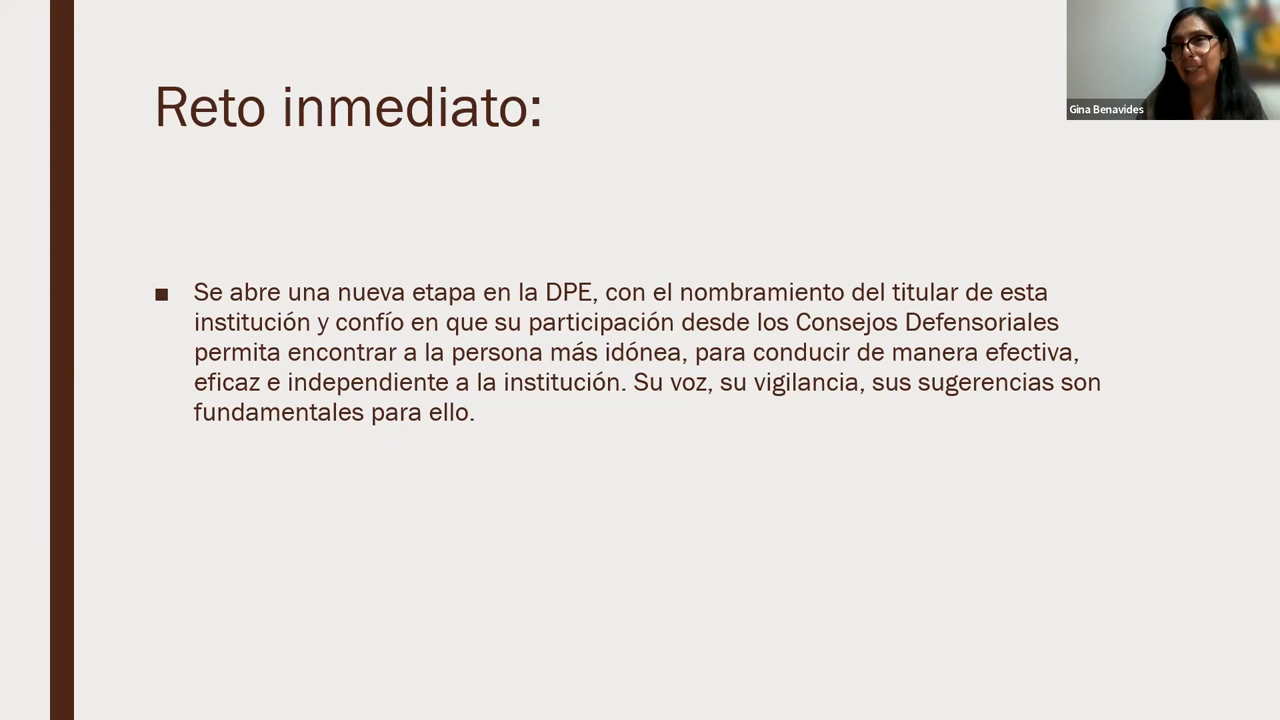 Reto inmediato:
Gina Benavides
■ Se abre una nueva etapa en la DPE, con el nombramiento del titular de esta
institución y confío en que su participación desde los Consejos Defensoriales
permita encontrar a la persona más idónea, para conducir de manera efectiva,
eficaz e independiente a la institución. Su voz, su vigilancia, sus sugerencias son
fundamentales para ello.